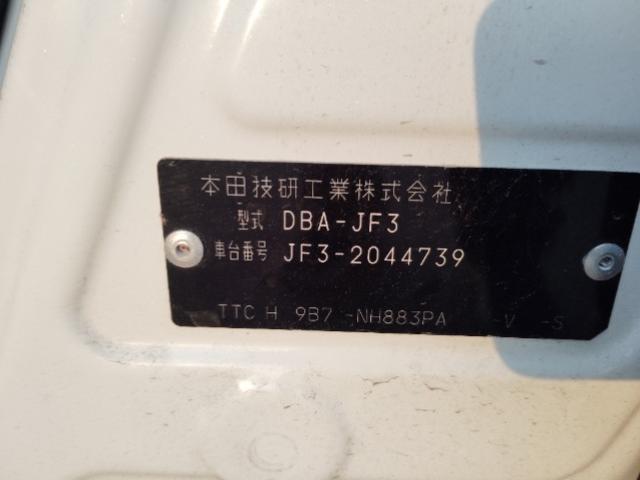 本田技研工業株式会社
型式 DBA-JF3
車台番号 JF3-2044739
TTC H 9B7 -NH883PA -V -S